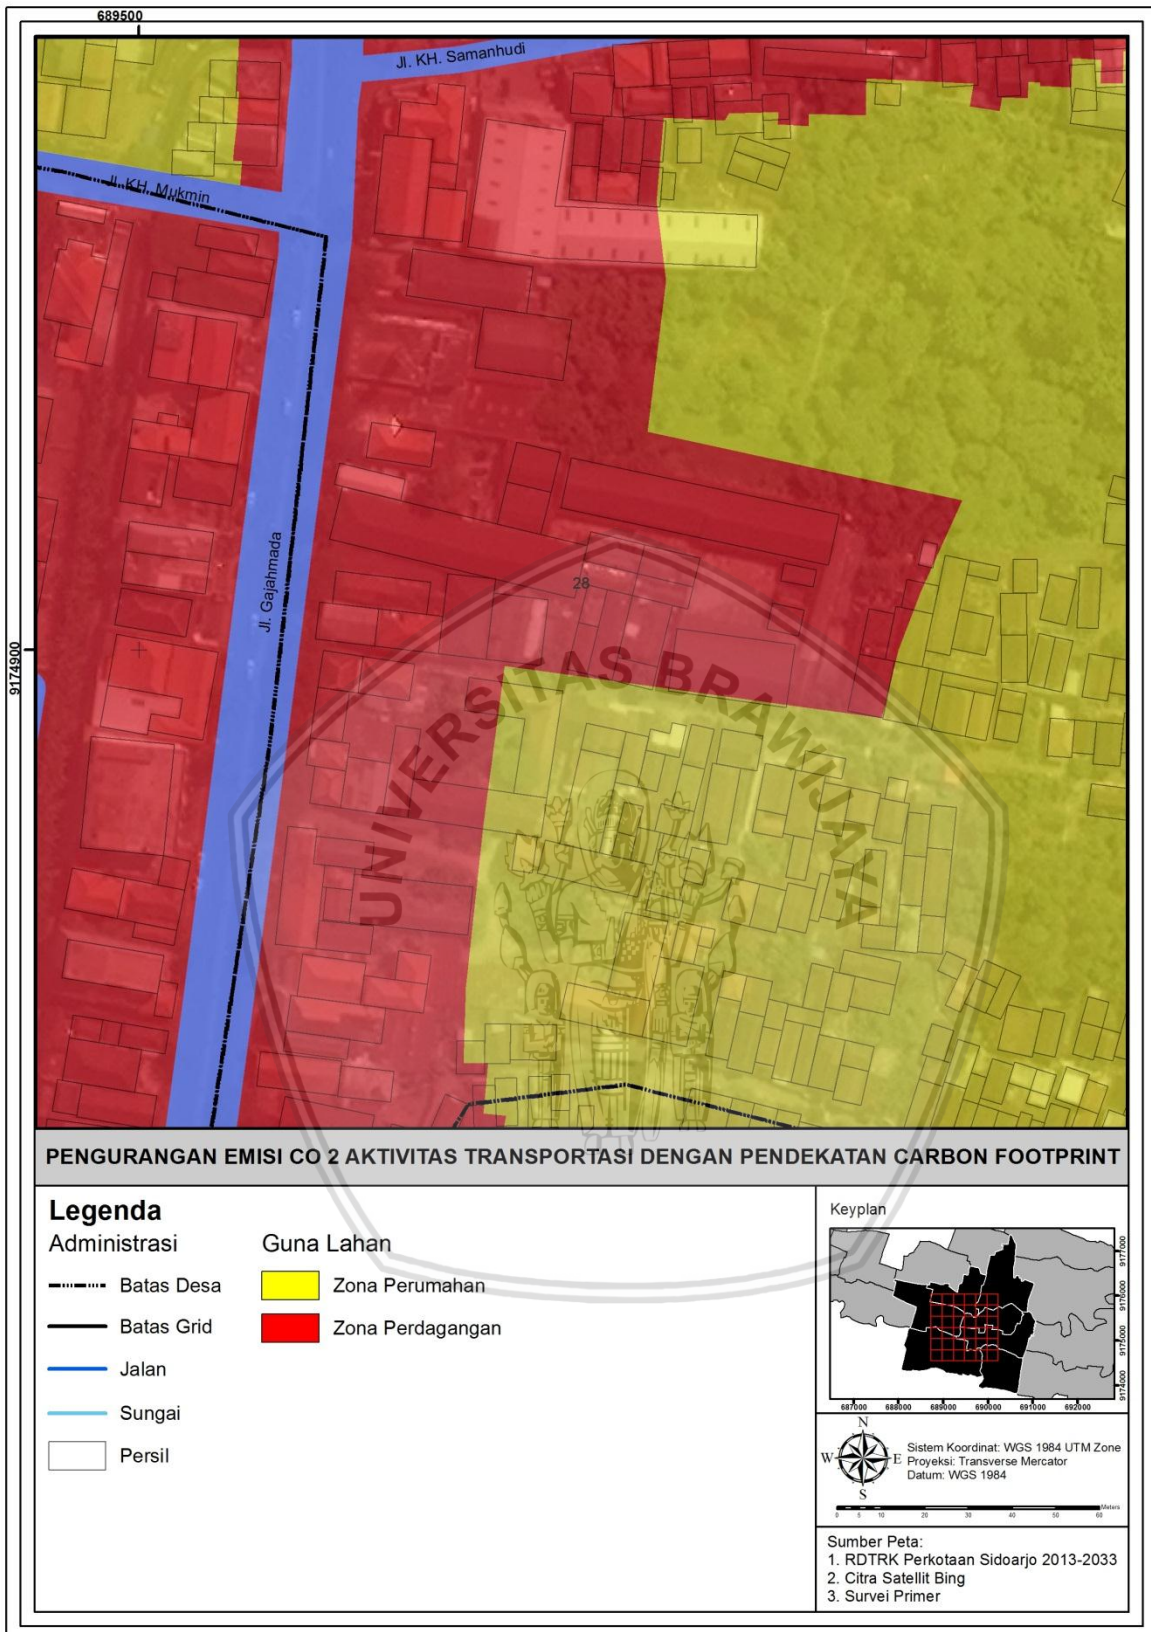 689500
Jl. KH. Samanhudi
Jl. KH. Mukmin
Jl. Gajahmada
28
9174900
UNIVERSITAS BRAWIJAYA
PENGURANGAN EMISI CO 2 AKTIVITAS TRANSPORTASI DENGAN PENDEKATAN CARBON FOOTPRINT
Legenda
Administrasi
Batas Desa
Batas Grid
Jalan
Sungai
Persil
Guna Lahan
Zona Perumahan
Zona Perdagangan
Keyplan
9177000
9176000
9175000
9174000
687000 688000 689000 690000 691000 692000
N
W E
S
Sistem Koordinat: WGS 1984 UTM Zone
Proyeksi: Transverse Mercator
Datum: WGS 1984
Meters
0 5 10 20 30 40 50 60
Sumber Peta:
1. RDTRK Perkotaan Sidoarjo 2013-2033
2. Citra Satellit Bing
3. Survei Primer